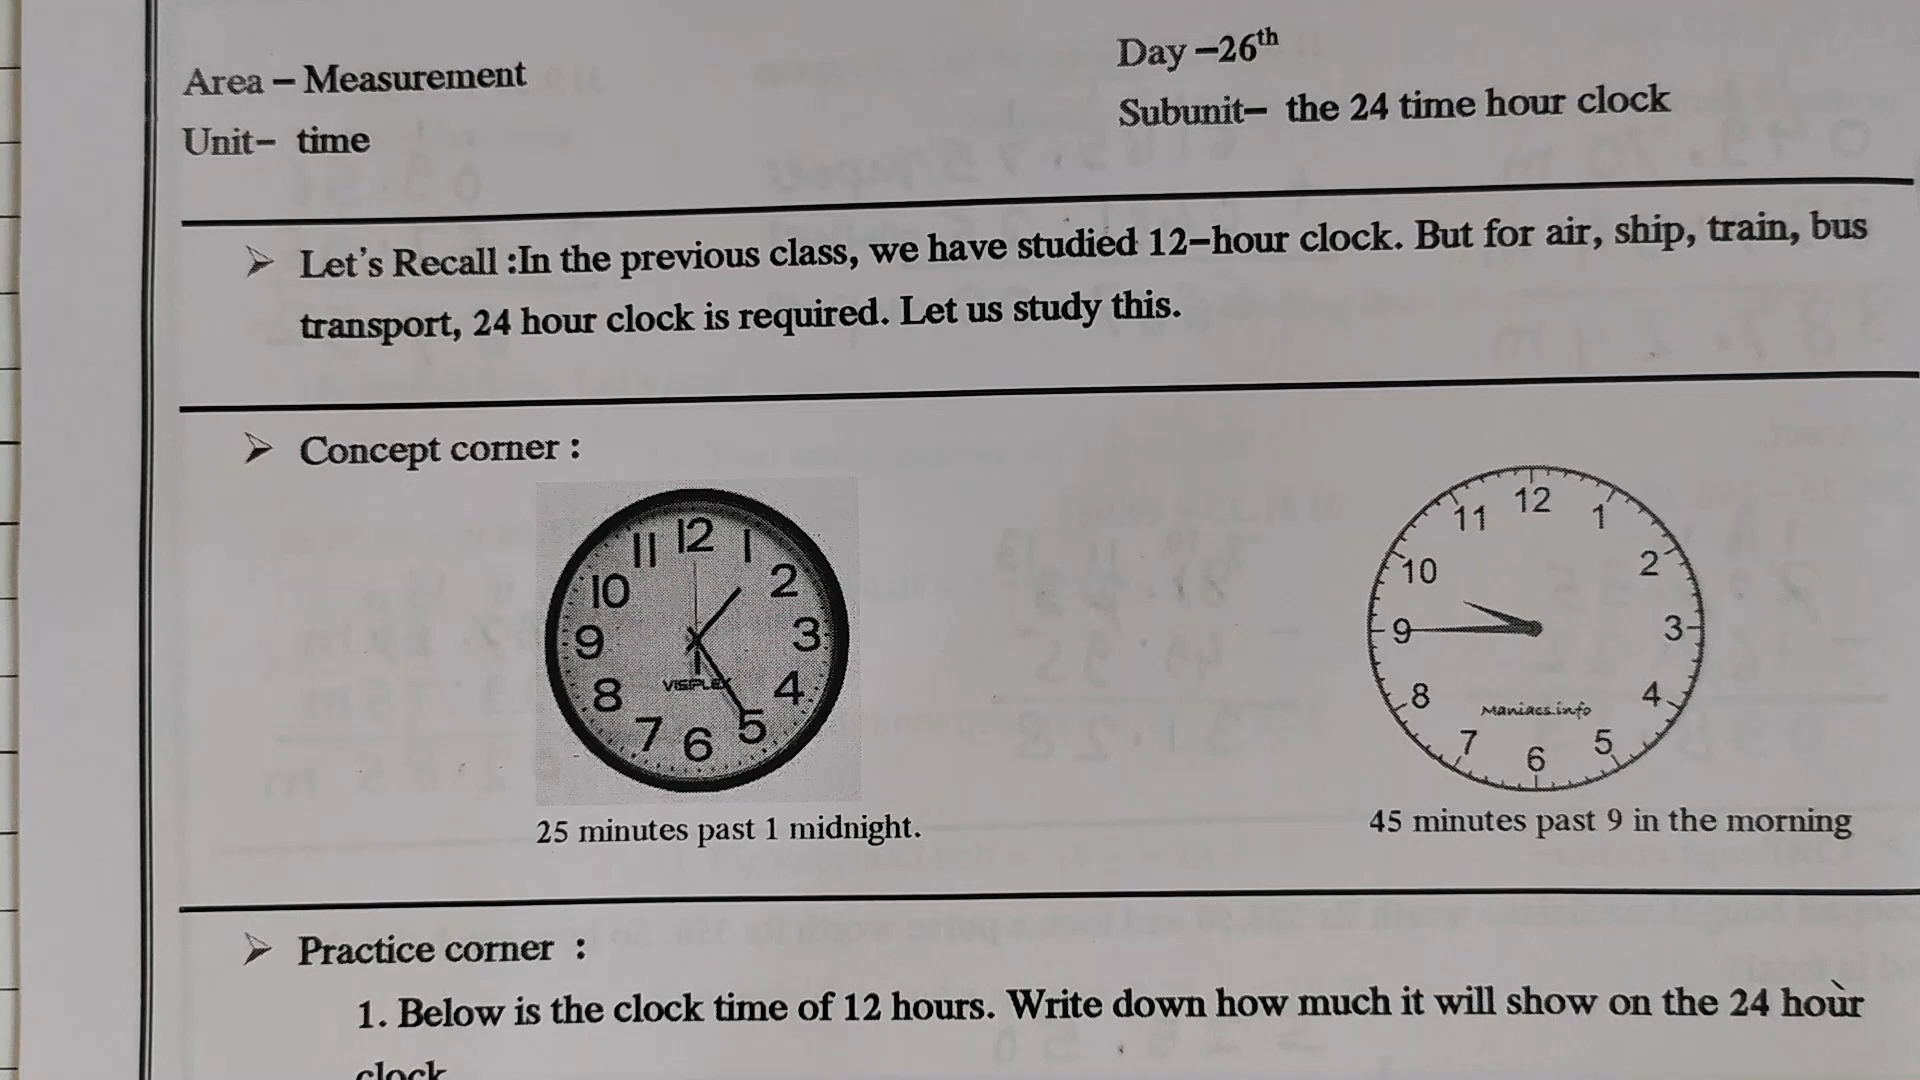 Area – Measurement
Day –26th
Unit– time
Subunit– the 24 time hour clock
➢ Let's Recall :In the previous class, we have studied 12–hour clock. But for air, ship, train, bus
transport, 24 hour clock is required. Let us study this.
➢ Concept corner :
12
11 1
10 2
9 3
8 4
7 5
6
VISPLEX
12
11 1
10 2
9 3
8 4
7 5
6
Maniacs.info
25 minutes past 1 midnight.
45 minutes past 9 in the morning
➢ Practice corner :
1. Below is the clock time of 12 hours. Write down how much it will show on the 24 hour
clock